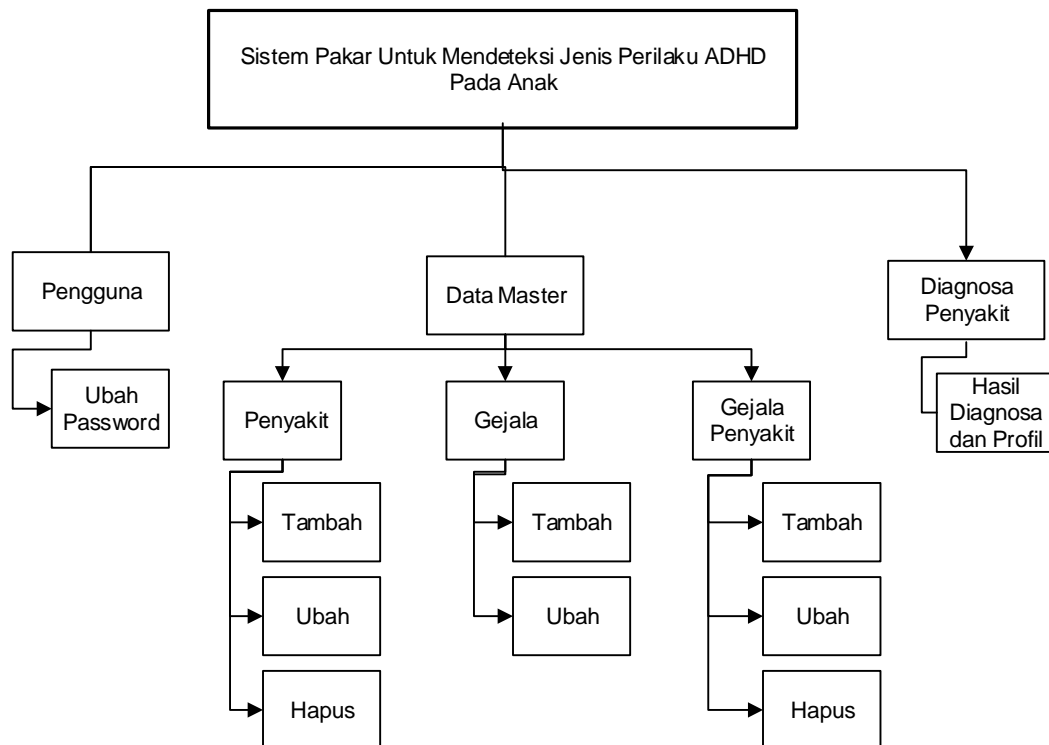 Sistem Pakar Untuk Mendeteksi Jenis Perilaku ADHD
Pada Anak
Pengguna
Data Master
Diagnosa
Penyakit
Ubah
Password
Penyakit
Gejala
Gejala
Penyakit
Hasil
Diagnosa
dan Profil
Tambah
Tambah
Tambah
Ubah
Ubah
Ubah
Hapus
Hapus